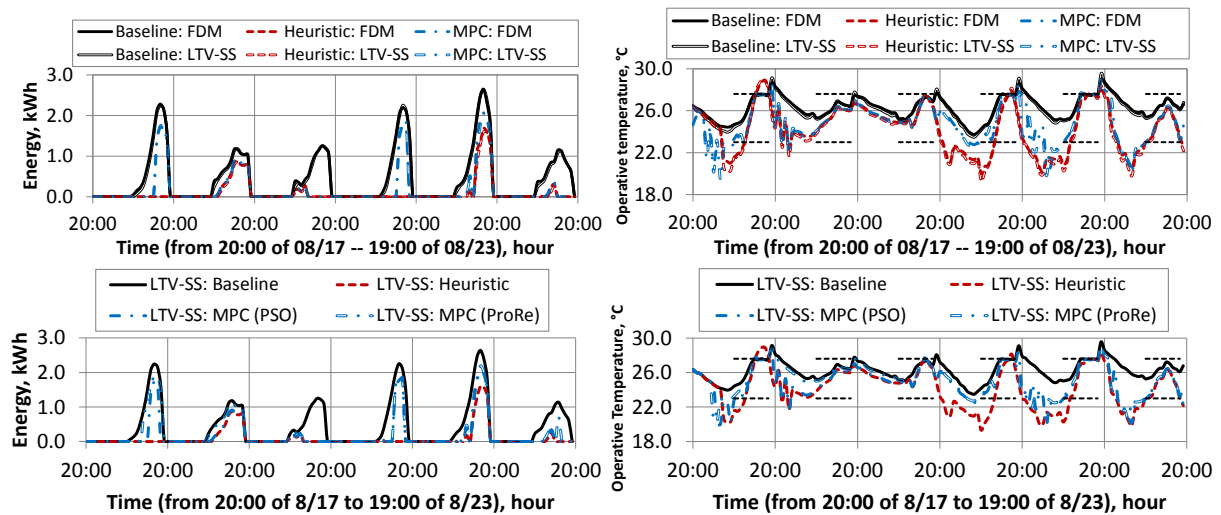 Baseline: FDM Heuristic: FDM MPC: FDM
Baseline: LTV-SS Heuristic: LTV-SS MPC: LTV-SS
Energy, kWh
3.0
2.0
1.0
0.0
20:00 20:00 20:00 20:00 20:00 20:00 20:00
Time (from 20:00 of 08/17 -- 19:00 of 08/23), hour
Baseline: FDM Heuristic: FDM MPC: FDM
Baseline: LTV-SS Heuristic: LTV-SS MPC: LTV-SS
Operative temperature, °C
30.0
26.0
22.0
18.0
20:00 20:00 20:00 20:00 20:00 20:00 20:00
Time (from 20:00 of 08/17 -- 19:00 of 08/23), hour
LTV-SS: Baseline LTV-SS: Heuristic
LTV-SS: MPC (PSO) LTV-SS: MPC (ProRe)
Energy, kWh
3.0
2.0
1.0
0.0
20:00 20:00 20:00 20:00 20:00 20:00 20:00
Time (from 20:00 of 8/17 to 19:00 of 8/23), hour
LTV-SS: Baseline LTV-SS: Heuristic
LTV-SS: MPC (PSO) LTV-SS: MPC (ProRe)
Operative Temperature, °C
30.0
26.0
22.0
18.0
20:00 20:00 20:00 20:00 20:00 20:00 20:00
Time (from 20:00 of 8/17 to 19:00 of 8/23), hour